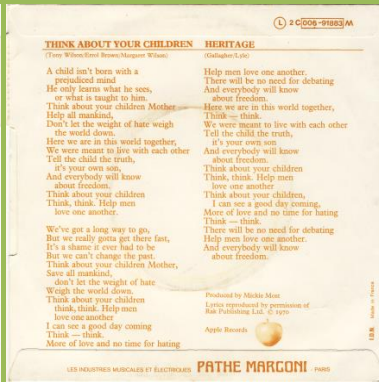 L 2 C 006-91883 M
THINK ABOUT YOUR CHILDREN
(Tony Wilson/Errol Brown/Margaret Wilson)
A child isn't born with a
prejudiced mind
He only learns what he sees,
or what is taught to him.
Think about your children Mother
Help all mankind,
Don't let the weight of hate weigh
the world down.
Here we are in this world together,
We were meant to live with each other
Tell the child the truth,
it's your own son,
And everybody will know
about freedom.
Think about your children
Think, think. Help men
love one another.
We've got a long way to go,
But we really gotta get there fast,
It's a shame it ever had to be
But we can't change the past.
Think about your children Mother,
Save all mankind,
don't let the weight of hate
Weigh the world down.
Think about your children
think, think. Help men
love one another
I can see a good day coming
Think — think.
More of love and no time for hating
HERITAGE
(Gallagher/Lyle)
Help men love one another.
There will be no need for debating
And everybody will know
about freedom.
Here we are in this world together,
Think — think.
We were meant to live with each other
Tell the child the truth,
it's your own son
And everybody will know
about freedom.
Think about your children
Think, think. Help men
love one another
Think about your children,
I can see a good day coming,
More of love and no time for hating
Think — think.
There will be no need for debating
Help men love one another.
And everybody will know
about freedom.
Produced by Mickie Most
Lyrics reproduced by permission of
Rak Publishing Ltd. © 1970
Apple Records
I.D.N. Made in France
LES INDUSTRIES MUSICALES ET ÉLECTRIQUES PATHE MARCONI - PARIS